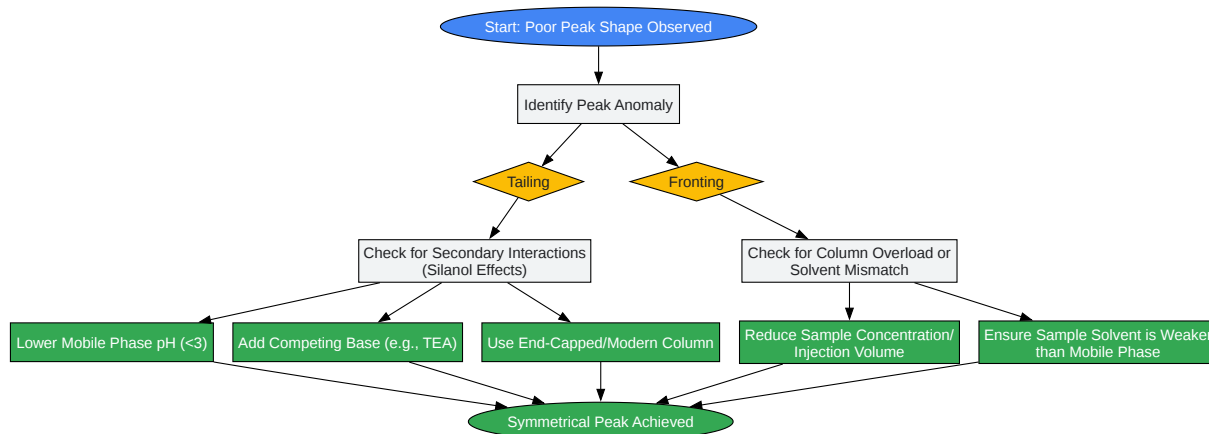 Start: Poor Peak Shape Observed
Identify Peak Anomaly
Tailing
Fronting
Check for Secondary Interactions
(Silanol Effects)
Check for Column Overload or
Solvent Mismatch
Lower Mobile Phase pH (<3)
Add Competing Base (e.g., TEA)
Use End-Capped/Modern Column
Reduce Sample Concentration/
Injection Volume
Ensure Sample Solvent is Weaker
than Mobile Phase
Symmetrical Peak Achieved